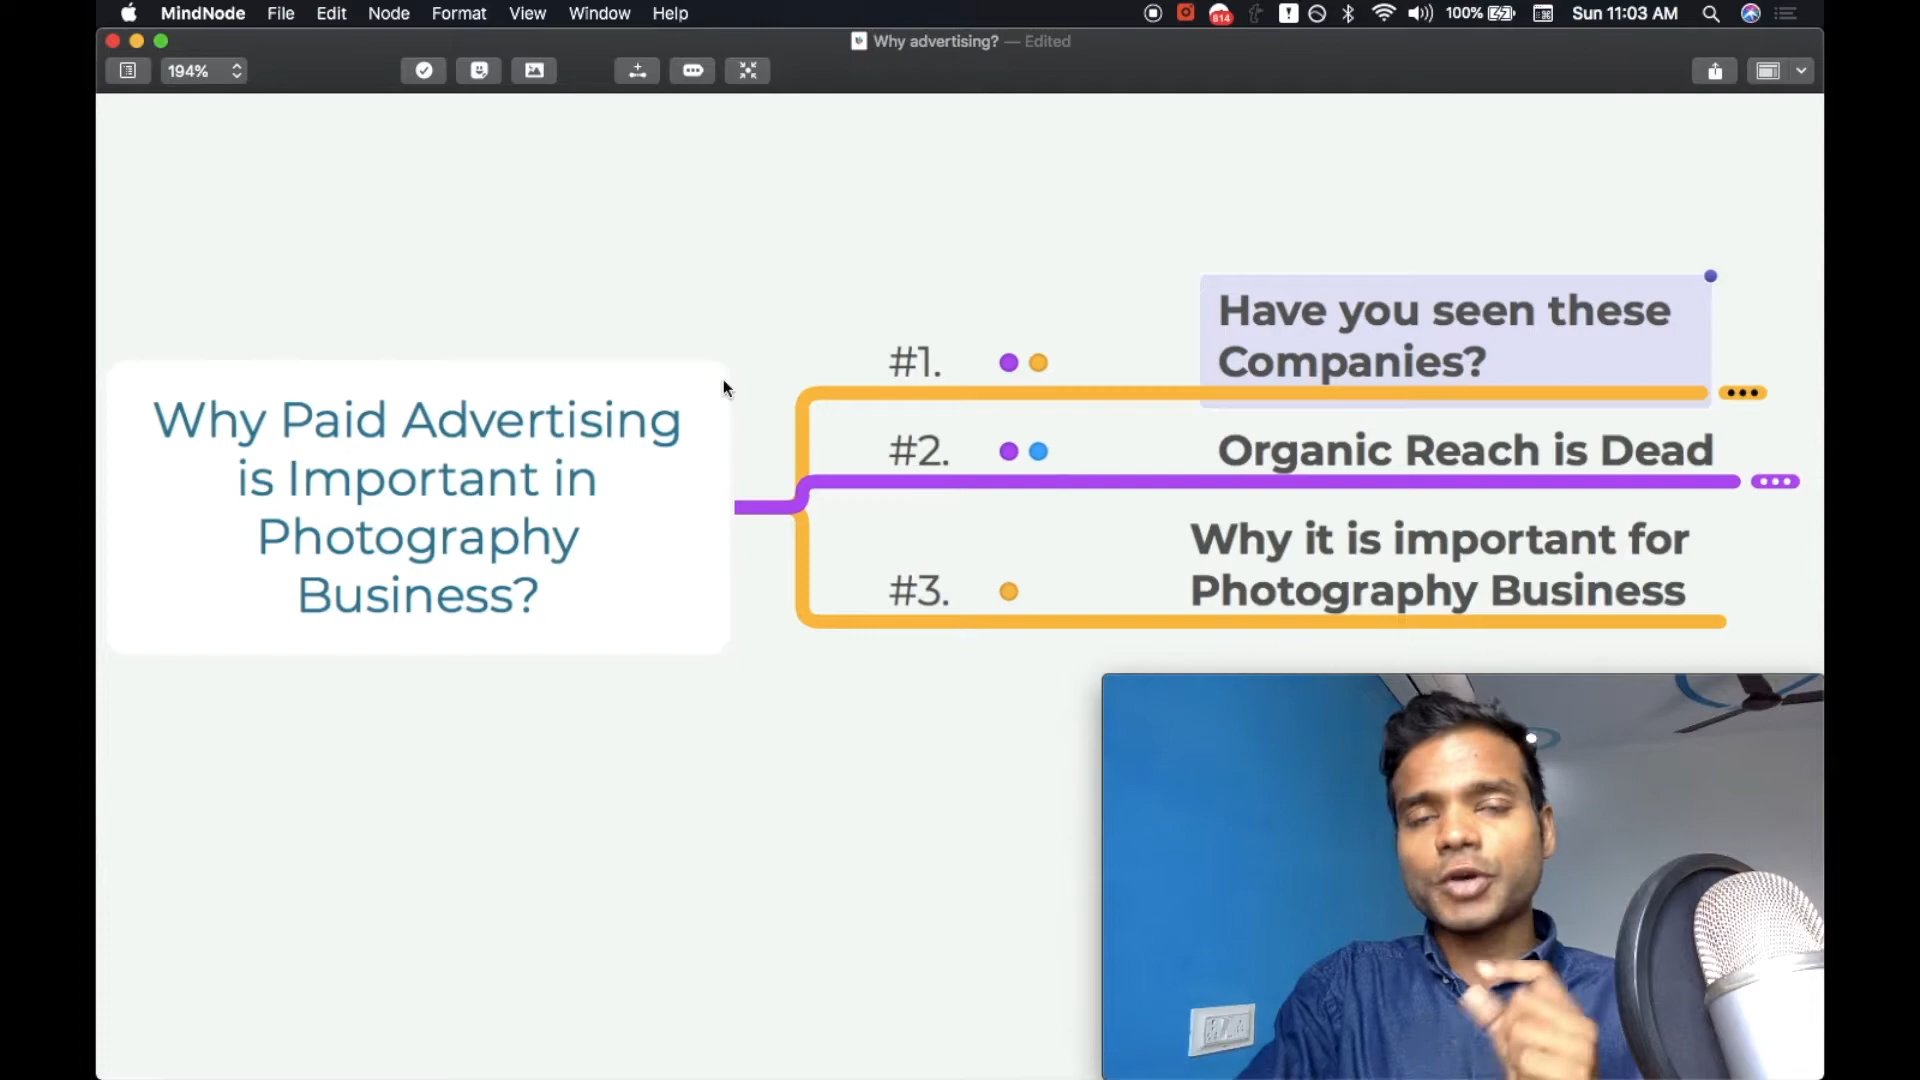 MindNode File Edit Node Format View Window Help
814 100% Sun 11:03 AM
Why advertising? — Edited
194%
Why Paid Advertising
is Important in
Photography
Business?
#1.
Have you seen these
Companies?
#2.
Organic Reach is Dead
#3.
Why it is important for
Photography Business